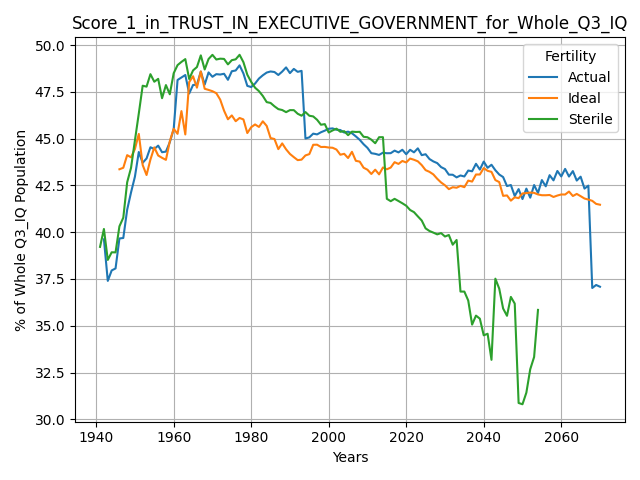 Score_1_in_TRUST_IN_EXECUTIVE_GOVERNMENT_for_Whole_Q3_IQ
% of Whole Q3_IQ Population
50.0
47.5
45.0
42.5
40.0
37.5
35.0
32.5
30.0
Fertility
Actual
Ideal
Sterile
1940
1960
1980
2000
2020
2040
2060
Years